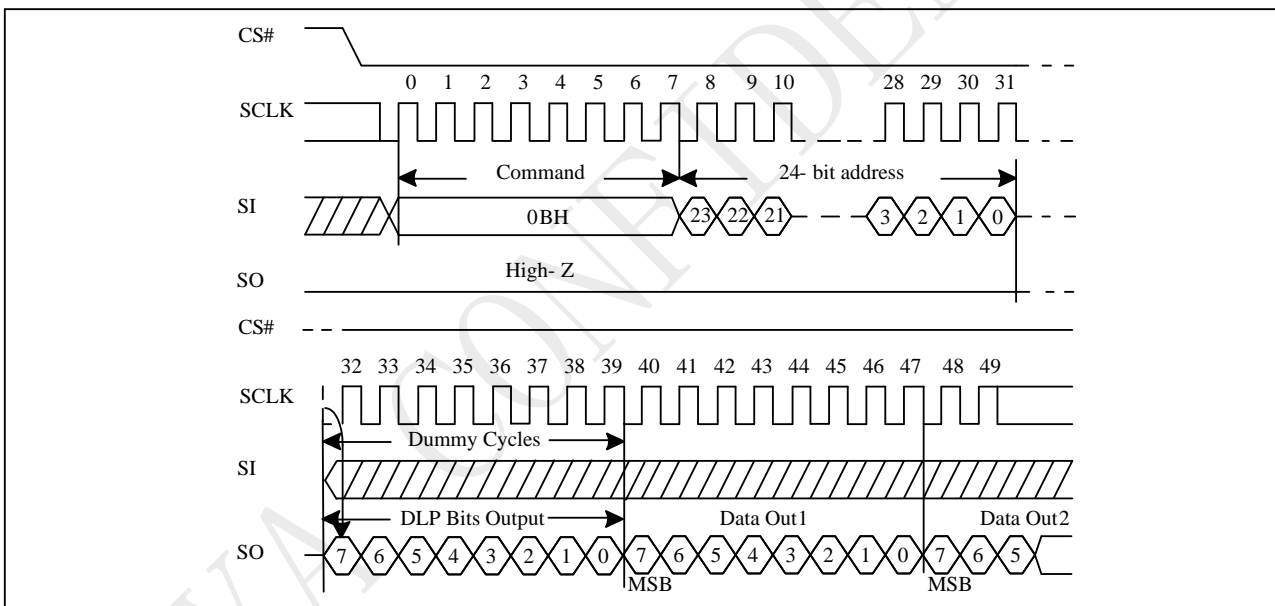 CS#
0 1 2 3 4 5 6 7 8 9 10 28 29 30 31
SCLK
Command 24- bit address
SI 0BH 23 22 21 3 2 1 0
High- Z
SO
CS#
32 33 34 35 36 37 38 39 40 41 42 43 44 45 46 47 48 49
SCLK
Dummy Cycles
SI
DLP Bits Output Data Out1 Data Out2
SO 7 6 5 4 3 2 1 0 7 6 5 4 3 2 1 0 7 6 5
MSB MSB